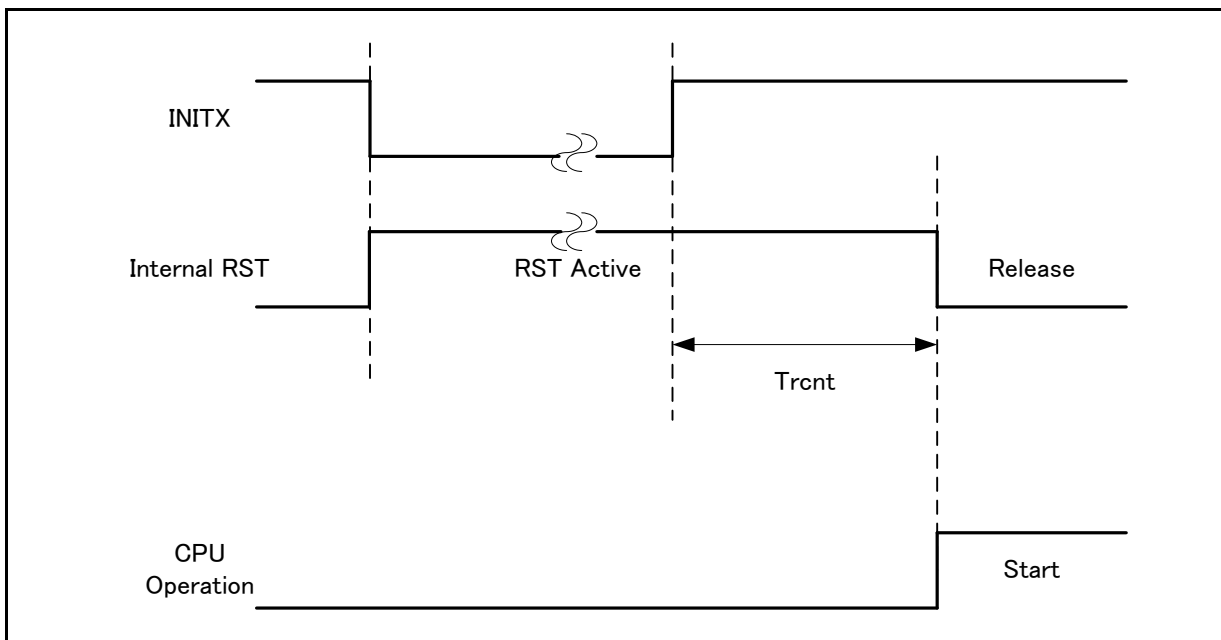 INITX
Internal RST
RST Active
Release
Trcnt
CPU
Operation
Start